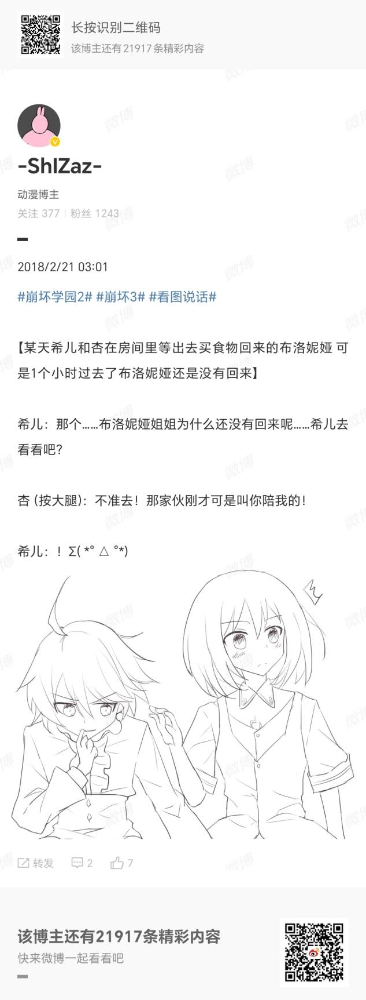 长按识别二维码
该博主还有21917条精彩内容
-ShIZaz-
动漫博主
关注 377 | 粉丝 1243
2018/2/21 03:01
#崩坏学园2# #崩坏3# #看图说话#
【某天希儿和杏在房间里等出去买食物回来的布洛妮娅 可
是1个小时过去了布洛妮娅还是没有回来】
希儿：那个……布洛妮娅姐姐为什么还没有回来呢……希儿去
看看吧？
杏 (按大腿)：不准去！那家伙刚才可是叫你陪我的！
希儿：！Σ( *° △ °*)
转发 2 7
该博主还有21917条精彩内容
快来微博一起看看吧
微博